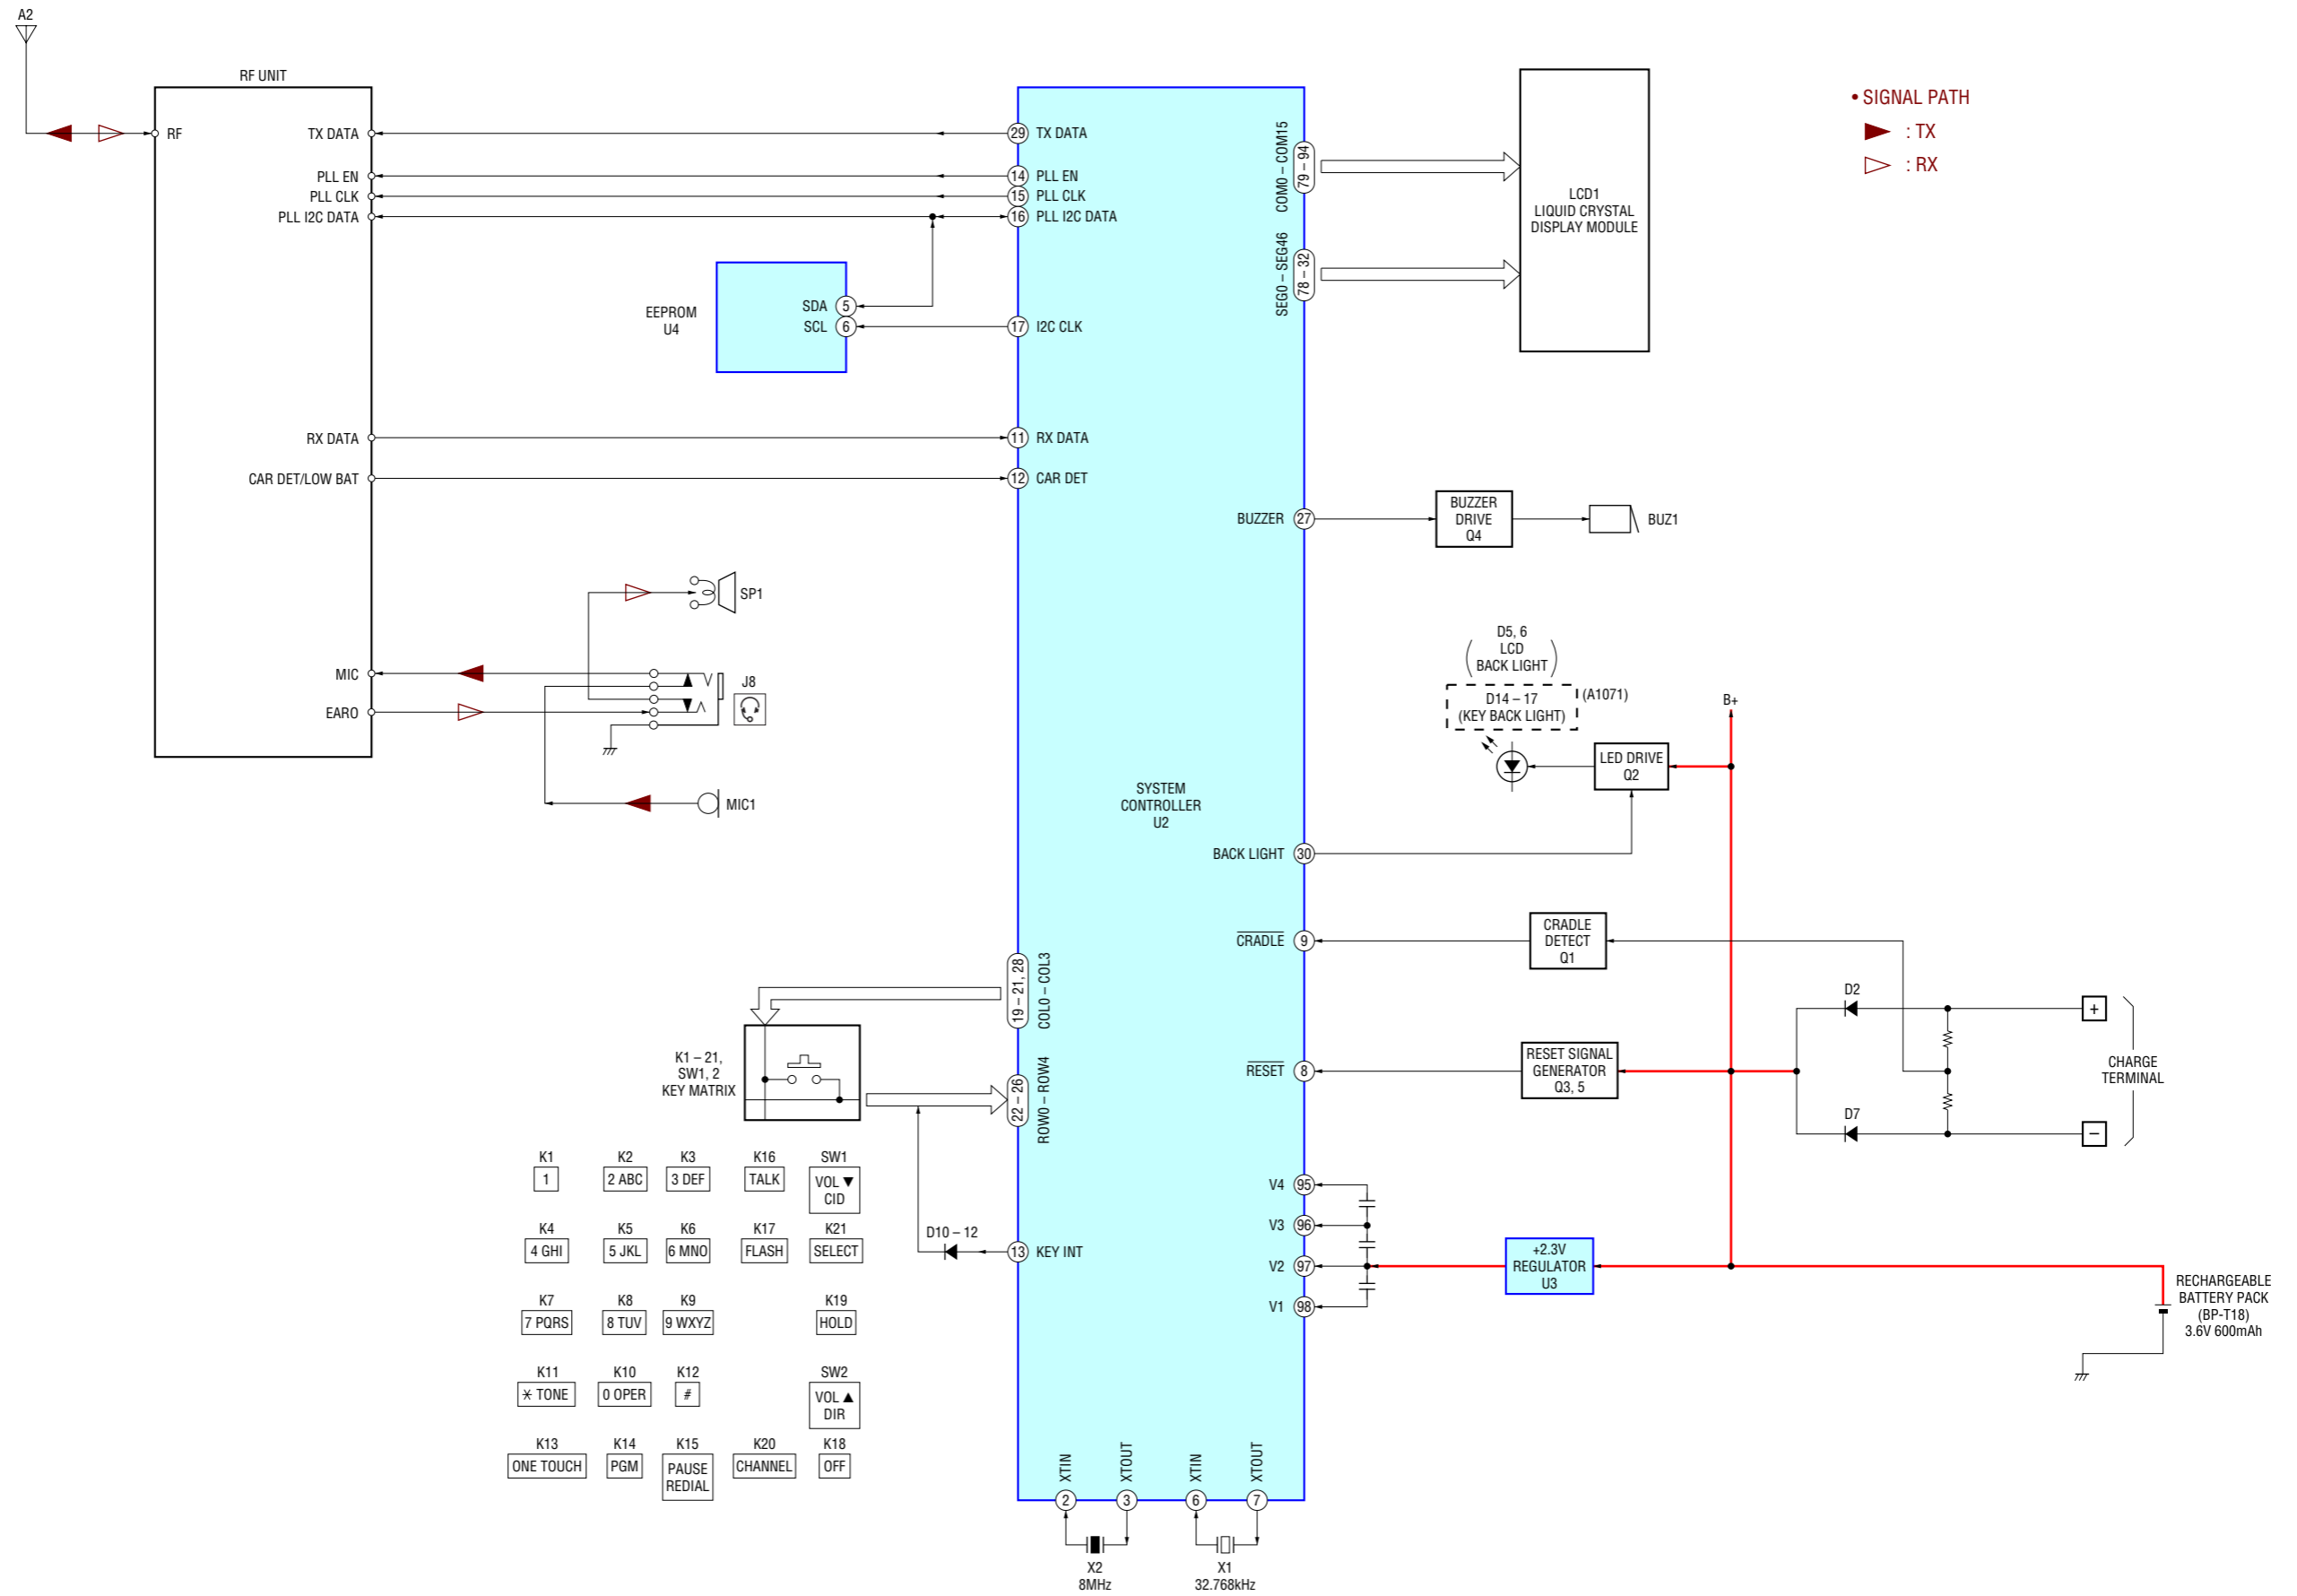 A2
RF UNIT
RF
TX DATA
PLL EN
PLL CLK
PLL I2C DATA
RX DATA
CAR DET/LOW BAT
MIC
EARO
EEPROM
U4
SDA
5
SCL
6
SP1
J8
MIC1
29 TX DATA
14 PLL EN
15 PLL CLK
16 PLL I2C DATA
17 I2C CLK
11 RX DATA
12 CAR DET
SYSTEM
CONTROLLER
U2
19 – 21, 28
COL0 – COL3
22 – 26
ROW0 – ROW4
13 KEY INT
D10 – 12
K1 – 21,
SW1, 2
KEY MATRIX
COM0 – COM15
79 – 94
SEG0 – SEG46
78 – 32
LCD1
LIQUID CRYSTAL
DISPLAY MODULE
• SIGNAL PATH
: TX
: RX
BUZZER 27
BUZZER
DRIVE
Q4
BUZ1
D5, 6
LCD
BACK LIGHT
D14 – 17
(KEY BACK LIGHT)
(A1071)
B+
LED DRIVE
Q2
BACK LIGHT 30
CRADLE 9
CRADLE
DETECT
Q1
RESET 8
RESET SIGNAL
GENERATOR
Q3, 5
D2
D7
+
−
CHARGE
TERMINAL
V4 95
V3 96
V2 97
V1 98
+2.3V
REGULATOR
U3
RECHARGEABLE
BATTERY PACK
(BP-T18)
3.6V 600mAh
K1 K2 K3 K16 SW1
1 2 ABC 3 DEF TALK VOL ▼
CID
K4 K5 K6 K17 K21
4 GHI 5 JKL 6 MNO FLASH SELECT
K7 K8 K9 K19
7 PQRS 8 TUV 9 WXYZ HOLD
K11 K10 K12 SW2
✳ TONE 0 OPER # VOL ▲
DIR
K13 K14 K15 K20 K18
ONE TOUCH PGM PAUSE CHANNEL OFF
REDIAL
XTIN XTOUT XTIN XTOUT
2 3 6 7
X2
8MHz
X1
32.768kHz